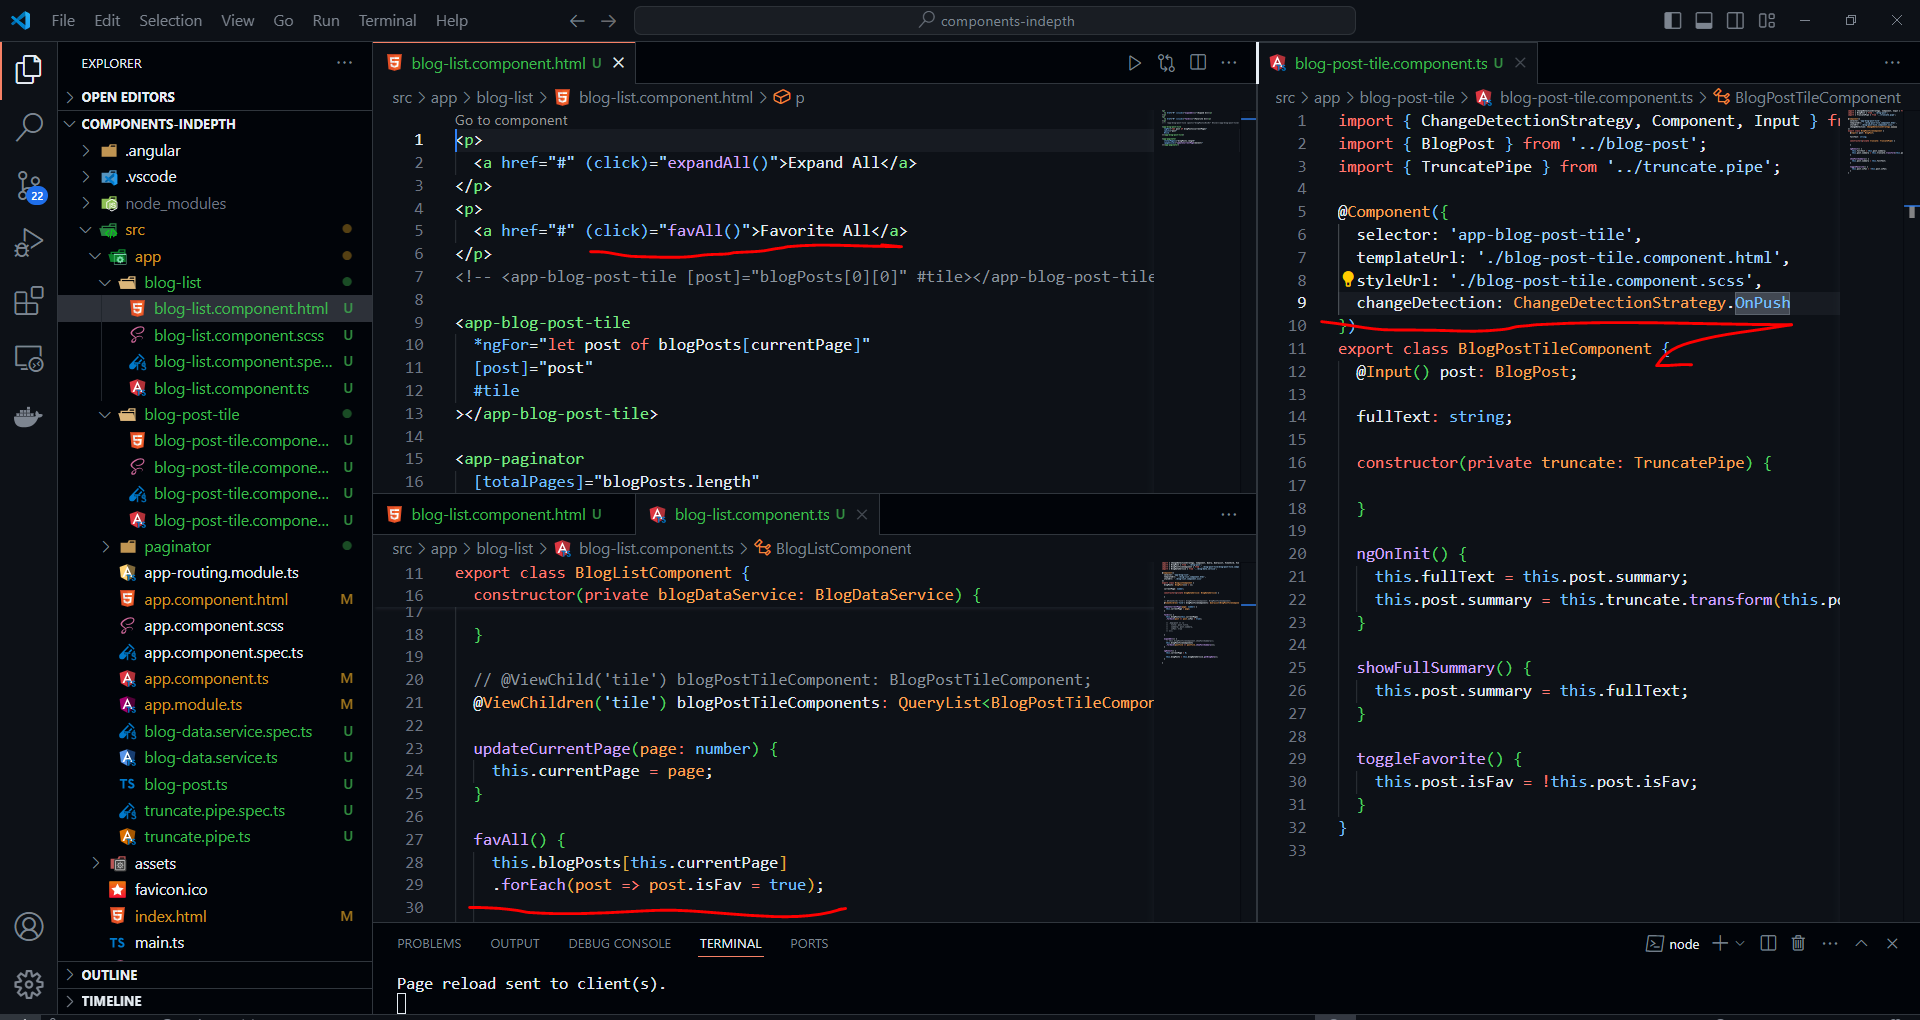 File Edit Selection View Go Run Terminal Help
components-indepth
EXPLORER
OPEN EDITORS
COMPONENTS-INDEPTH
.angular
.vscode
node_modules
src
app
blog-list
blog-list.component.html U
blog-list.component.scss U
blog-list.component.spe... U
blog-list.component.ts U
blog-post-tile
blog-post-tile.compone... U
blog-post-tile.compone... U
blog-post-tile.compone... U
blog-post-tile.compone... U
paginator
app-routing.module.ts
app.component.html M
app.component.scss
app.component.spec.ts
app.component.ts M
app.module.ts M
blog-data.service.spec.ts U
blog-data.service.ts U
TS blog-post.ts U
truncate.pipe.spec.ts U
truncate.pipe.ts U
assets
favicon.ico
index.html M
TS main.ts
OUTLINE
TIMELINE
22
blog-list.component.html U
src > app > blog-list > blog-list.component.html > p
Go to component
1 <p>
2 <a href="#" (click)="expandAll()">Expand All</a>
3 </p>
4 <p>
5 <a href="#" (click)="favAll()">Favorite All</a>
6 </p>
7 <!-- <app-blog-post-tile [post]="blogPosts[0][0]" #tile></app-blog-post-tile
8
9 <app-blog-post-tile
10 *ngFor="let post of blogPosts[currentPage]"
11 [post]="post"
12 #tile
13 ></app-blog-post-tile>
14
15 <app-paginator
16 [totalPages]="blogPosts.length"
blog-list.component.html U blog-list.component.ts U
src > app > blog-list > blog-list.component.ts > BlogListComponent
11 export class BlogListComponent {
16 constructor(private blogDataService: BlogDataService) {
17
18 }
19
20 // @ViewChild('tile') blogPostTileComponent: BlogPostTileComponent;
21 @ViewChildren('tile') blogPostTileComponents: QueryList<BlogPostTileCompor
22
23 updateCurrentPage(page: number) {
24 this.currentPage = page;
25 }
26
27 favAll() {
28 this.blogPosts[this.currentPage]
29 .forEach(post => post.isFav = true);
30
blog-post-tile.component.ts U
src > app > blog-post-tile > blog-post-tile.component.ts > BlogPostTileComponent
1 import { ChangeDetectionStrategy, Component, Input } fr
2 import { BlogPost } from '../blog-post';
3 import { TruncatePipe } from '../truncate.pipe';
4
5 @Component({
6 selector: 'app-blog-post-tile',
7 templateUrl: './blog-post-tile.component.html',
8 styleUrl: './blog-post-tile.component.scss',
9 changeDetection: ChangeDetectionStrategy.OnPush
10 })
11 export class BlogPostTileComponent {
12 @Input() post: BlogPost;
13
14 fullText: string;
15
16 constructor(private truncate: TruncatePipe) {
17
18 }
19
20 ngOnInit() {
21 this.fullText = this.post.summary;
22 this.post.summary = this.truncate.transform(this.po
23 }
24
25 showFullSummary() {
26 this.post.summary = this.fullText;
27 }
28
29 toggleFavorite() {
30 this.post.isFav = !this.post.isFav;
31 }
32 }
33
PROBLEMS OUTPUT DEBUG CONSOLE TERMINAL PORTS
node
Page reload sent to client(s).